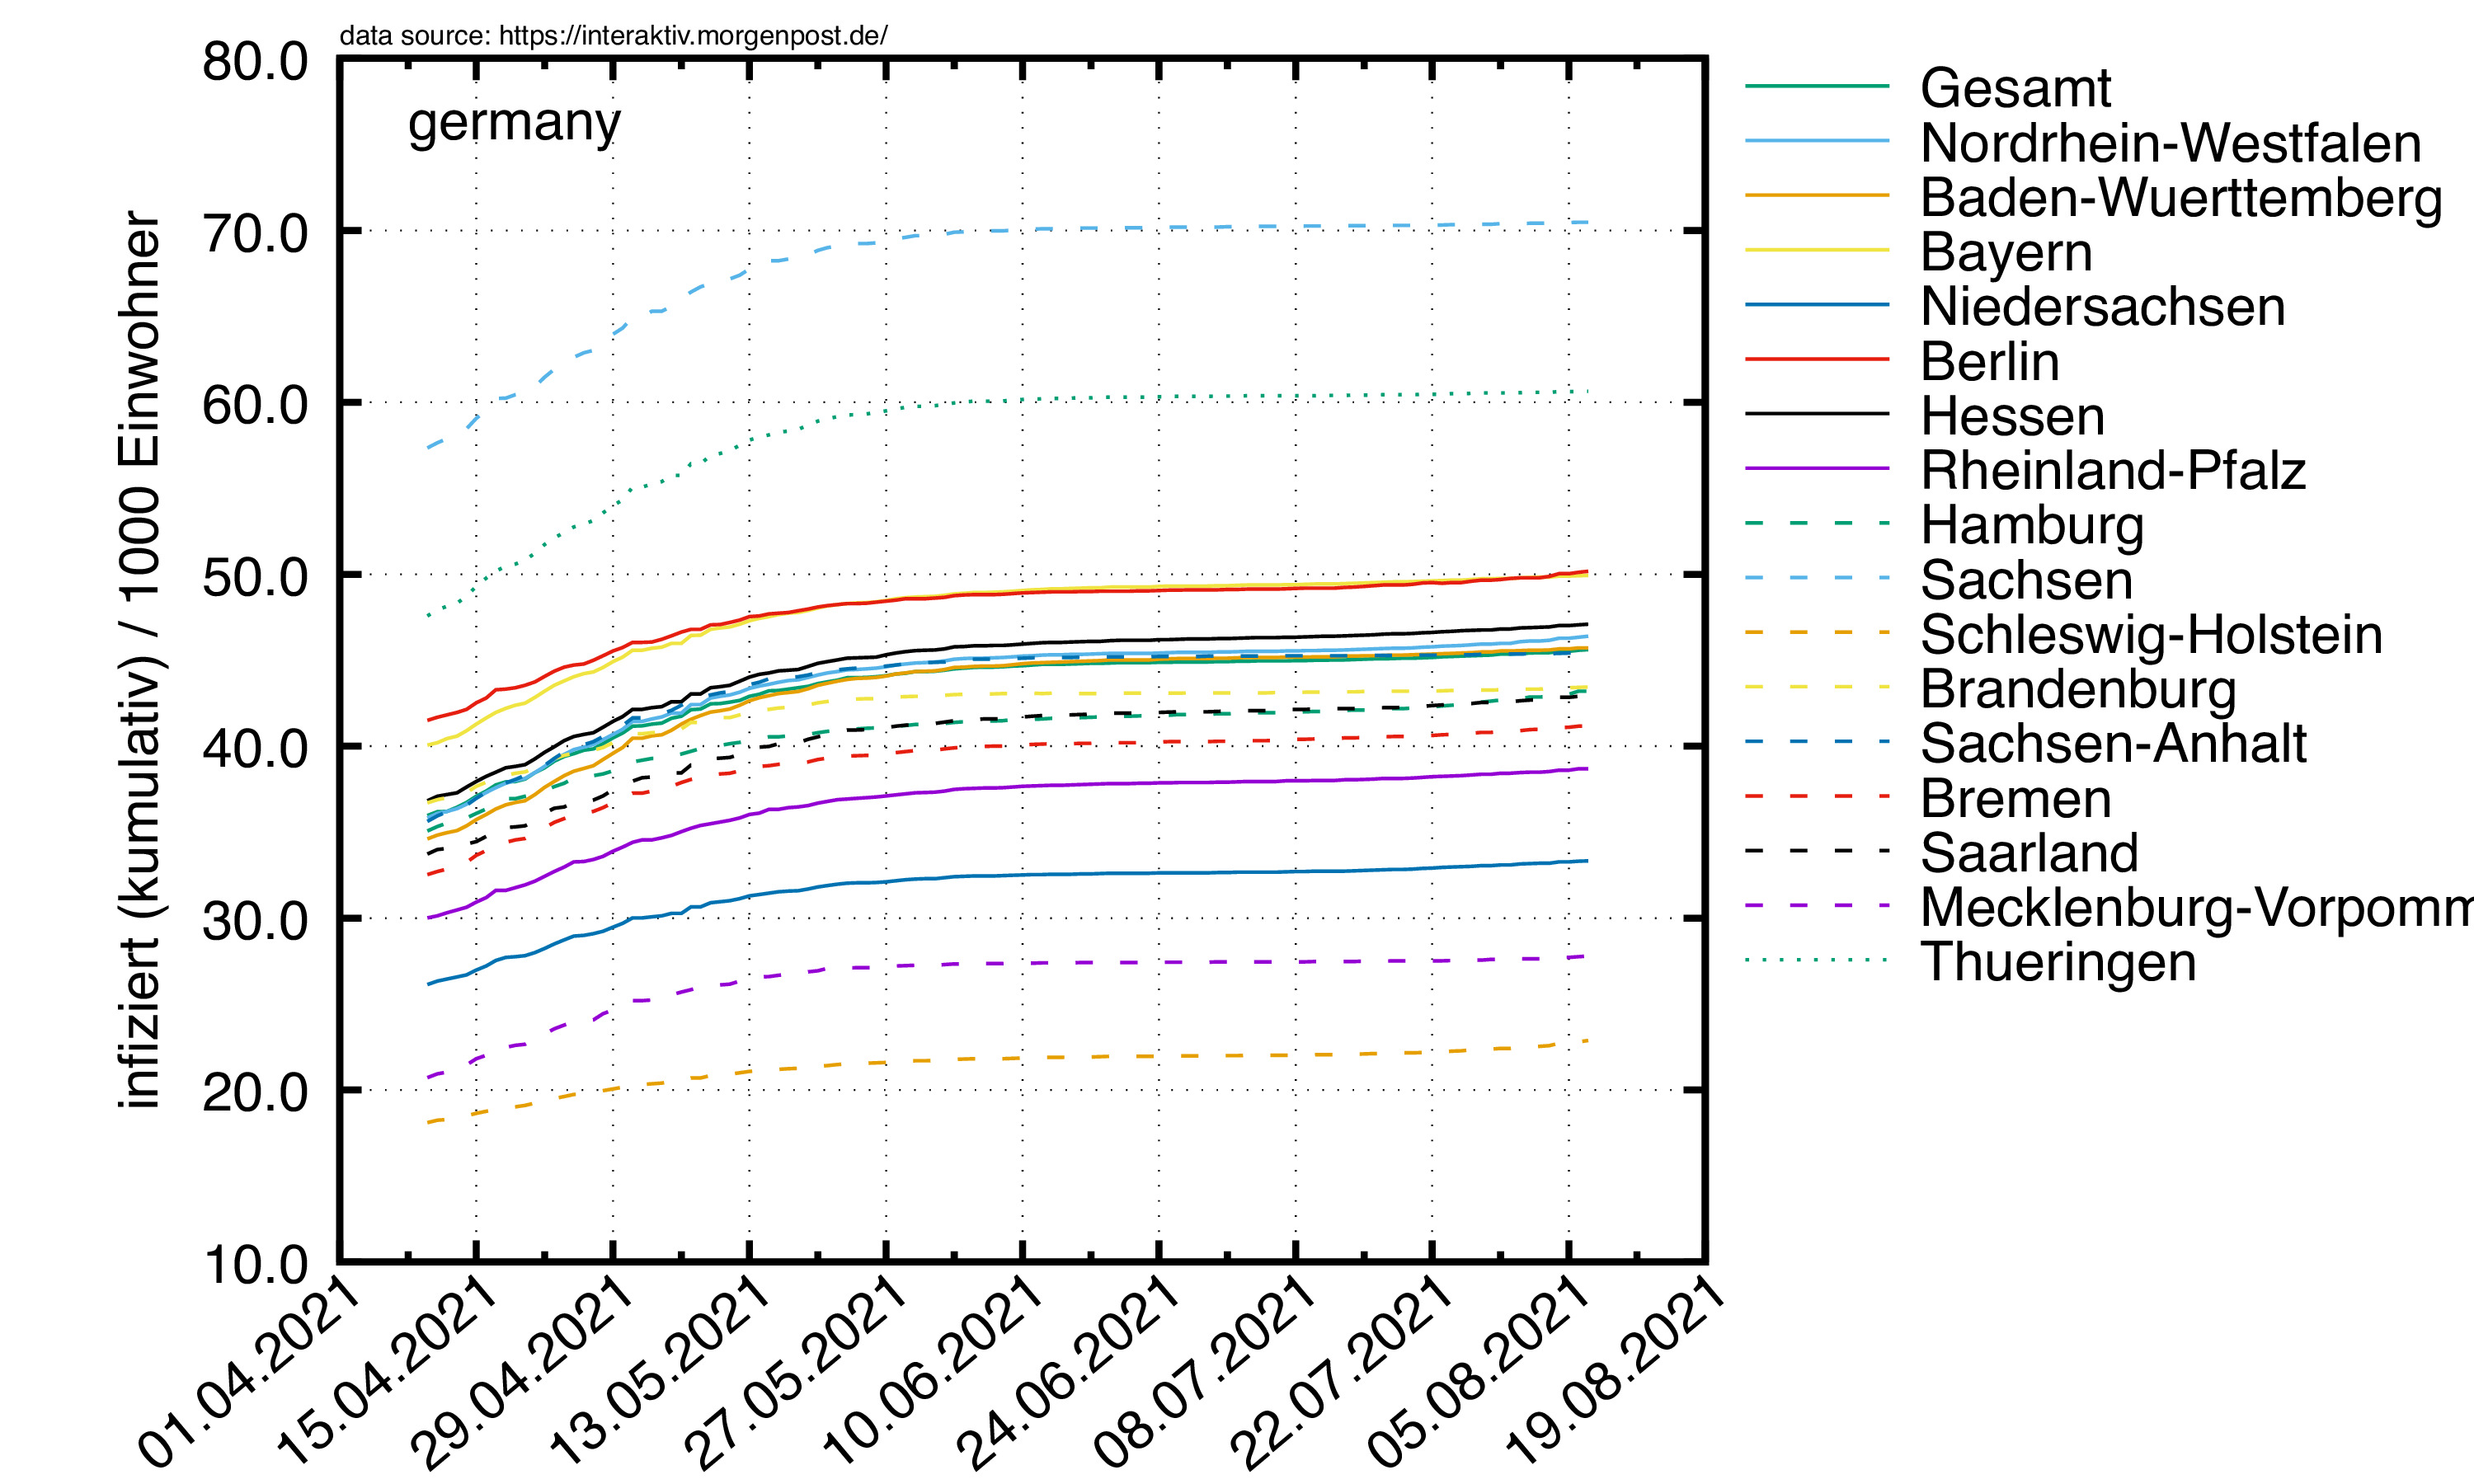 data source: https://interaktiv.morgenpost.de/
germany
infiziert (kumulativ) / 1000 Einwohner
80.0
70.0
60.0
50.0
40.0
30.0
20.0
10.0
01.04.2021
15.04.2021
29.04.2021
13.05.2021
27.05.2021
10.06.2021
24.06.2021
08.07.2021
22.07.2021
05.08.2021
19.08.2021
Gesamt
Nordrhein-Westfalen
Baden-Wuerttemberg
Bayern
Niedersachsen
Berlin
Hessen
Rheinland-Pfalz
Hamburg
Sachsen
Schleswig-Holstein
Brandenburg
Sachsen-Anhalt
Bremen
Saarland
Mecklenburg-Vorpomm
Thueringen